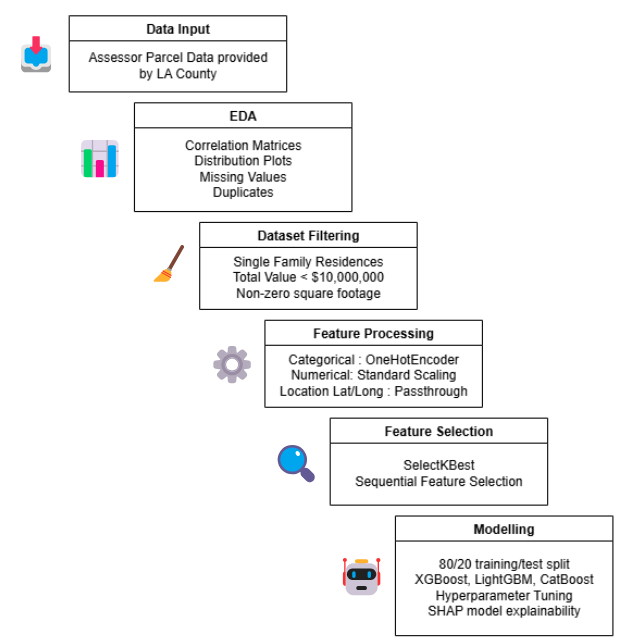 Data Input
Assessor Parcel Data provided
by LA County
EDA
Correlation Matrices
Distribution Plots
Missing Values
Duplicates
Dataset Filtering
Single Family Residences
Total Value < $10,000,000
Non-zero square footage
Feature Processing
Categorical : OneHotEncoder
Numerical: Standard Scaling
Location Lat/Long : Passthrough
Feature Selection
SelectKBest
Sequential Feature Selection
Modelling
80/20 training/test split
XGBoost, LightGBM, CatBoost
Hyperparameter Tuning
SHAP model explainability